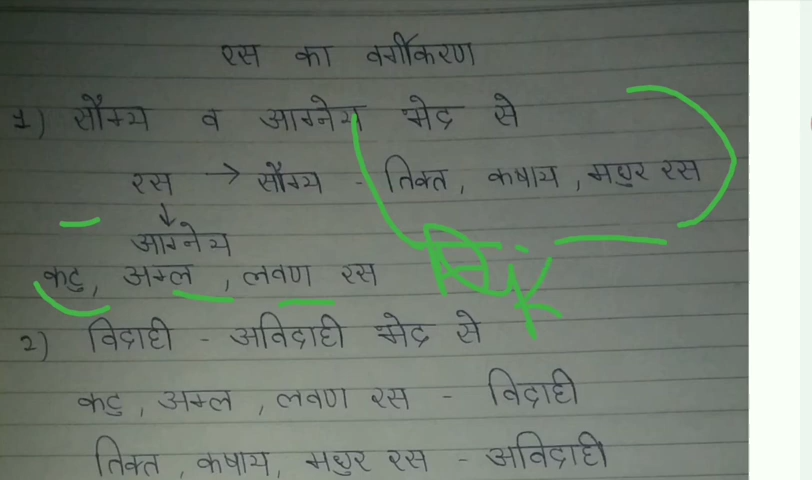 रस का वर्गीकरण
1) सौम्य व आग्नेय भेद से
रस → सौम्य - तिक्त, कषाय, मधुर रस
↓
आग्नेय
कटु, अम्ल, लवण रस
2) विदाही - अविदाही भेद से
कटु, अम्ल, लवण रस - विदाही
तिक्त, कषाय, मधुर रस - अविदाही